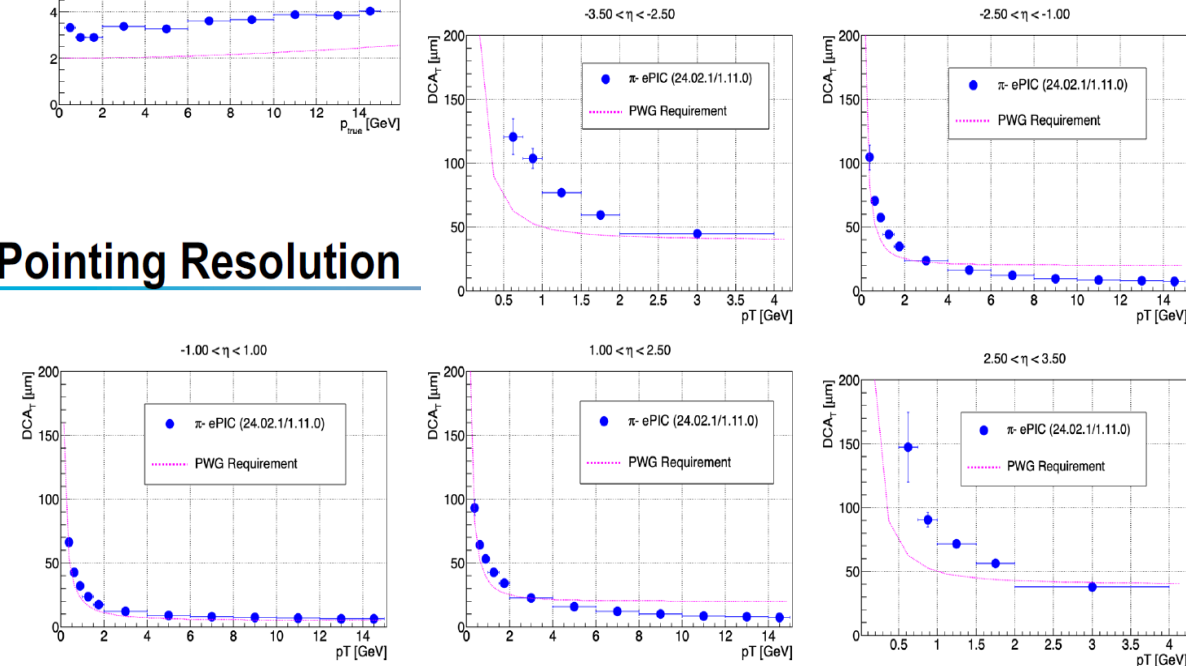 4
2
0
0 2 4 6 8 10 12 14
p_true [GeV]
Pointing Resolution
-3.50 < η < -2.50
DCA_T [μm]
200
150
100
50
0
π- ePIC (24.02.1/1.11.0)
PWG Requirement
0.5 1 1.5 2 2.5 3 3.5 4
pT [GeV]
-2.50 < η < -1.00
DCA_T [μm]
200
150
100
50
0
π- ePIC (24.02.1/1.11.0)
PWG Requirement
0 2 4 6 8 10 12 14
pT [GeV]
-1.00 < η < 1.00
DCA_T [μm]
200
150
100
50
0
π- ePIC (24.02.1/1.11.0)
PWG Requirement
0 2 4 6 8 10 12 14
pT [GeV]
1.00 < η < 2.50
DCA_T [μm]
200
150
100
50
0
π- ePIC (24.02.1/1.11.0)
PWG Requirement
0 2 4 6 8 10 12 14
pT [GeV]
2.50 < η < 3.50
DCA_T [μm]
200
150
100
50
0
π- ePIC (24.02.1/1.11.0)
PWG Requirement
0.5 1 1.5 2 2.5 3 3.5 4
pT [GeV]